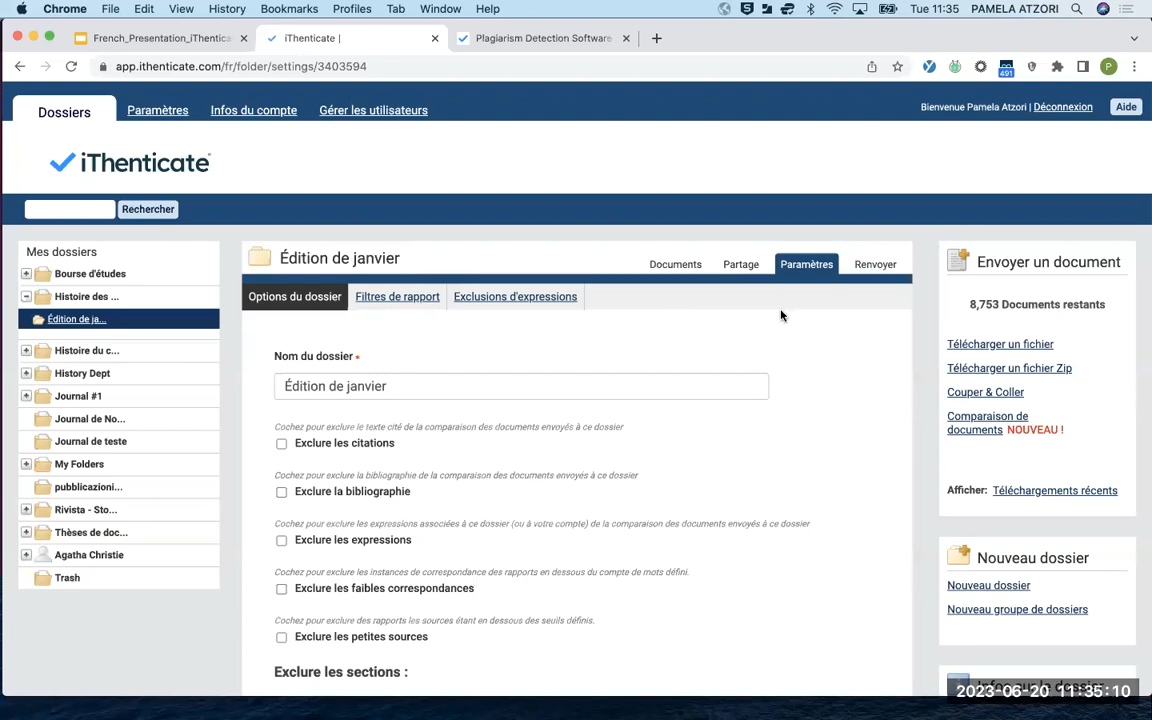 Chrome File Edit View History Bookmarks Profiles Tab Window Help Tue 11:35 PAMELA ATZORI
French_Presentation_iThentica iThenticate | Plagiarism Detection Software
app.ithenticate.com/fr/folder/settings/3403594
491
P
Dossiers Paramètres Infos du compte Gérer les utilisateurs Bienvenue Pamela Atzori | Déconnexion Aide
iThenticate
Rechercher
Mes dossiers
Bourse d'études
Histoire des ...
Édition de ja...
Histoire du c...
History Dept
Journal #1
Journal de No...
Journal de teste
My Folders
pubblicazioni...
Rivista - Sto...
Thèses de doc...
Agatha Christie
Trash
Édition de janvier
Documents Partage Paramètres Renvoyer
Options du dossier Filtres de rapport Exclusions d'expressions
Nom du dossier •
Édition de janvier
Cochez pour exclure le texte cité de la comparaison des documents envoyés à ce dossier
Exclure les citations
Cochez pour exclure la bibliographie de la comparaison des documents envoyés à ce dossier
Exclure la bibliographie
Cochez pour exclure les expressions associées à ce dossier (ou à votre compte) de la comparaison des documents envoyés à ce dossier
Exclure les expressions
Cochez pour exclure les instances de correspondance des rapports en dessous du compte de mots défini.
Exclure les faibles correspondances
Cochez pour exclure des rapports les sources étant en dessous des seuils définis.
Exclure les petites sources
Exclure les sections :
Envoyer un document
8,753 Documents restants
Télécharger un fichier
Télécharger un fichier Zip
Couper & Coller
Comparaison de
documents NOUVEAU !
Afficher: Téléchargements récents
Nouveau dossier
Nouveau dossier
Nouveau groupe de dossiers
2023-06-20 11:35:10